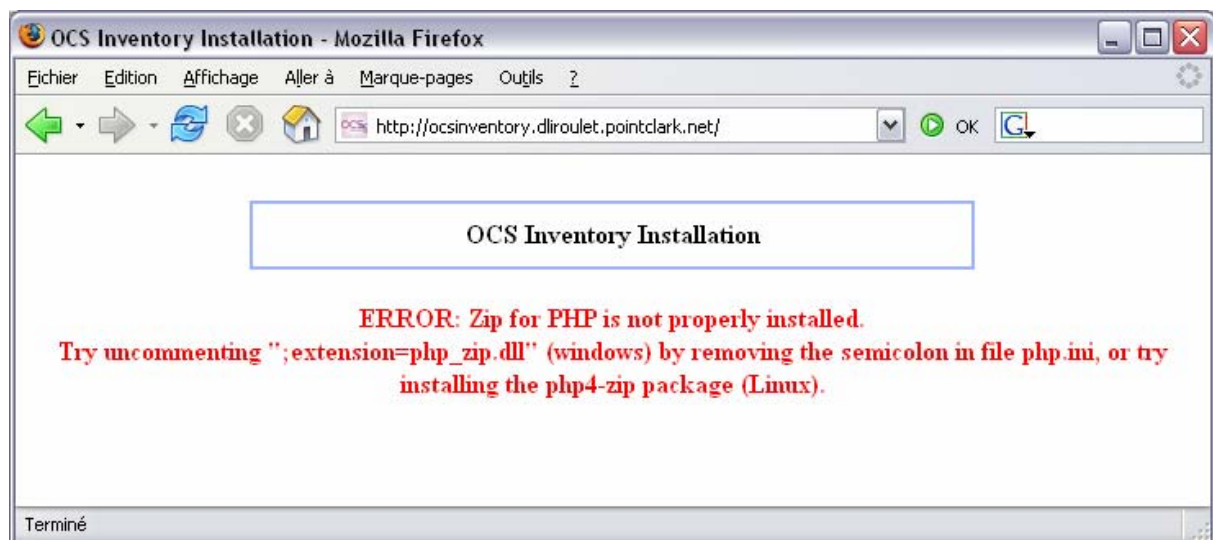 OCS Inventory Installation - Mozilla Firefox
Fichier Edition Affichage Aller à Marque-pages Outils ?
OCS http://ocsinventory.dliroulet.pointclark.net/ OK G
OCS Inventory Installation
ERROR: Zip for PHP is not properly installed.
Try uncommenting ";extension=php_zip.dll" (windows) by removing the semicolon in file php.ini, or try
installing the php4-zip package (Linux).
Terminé